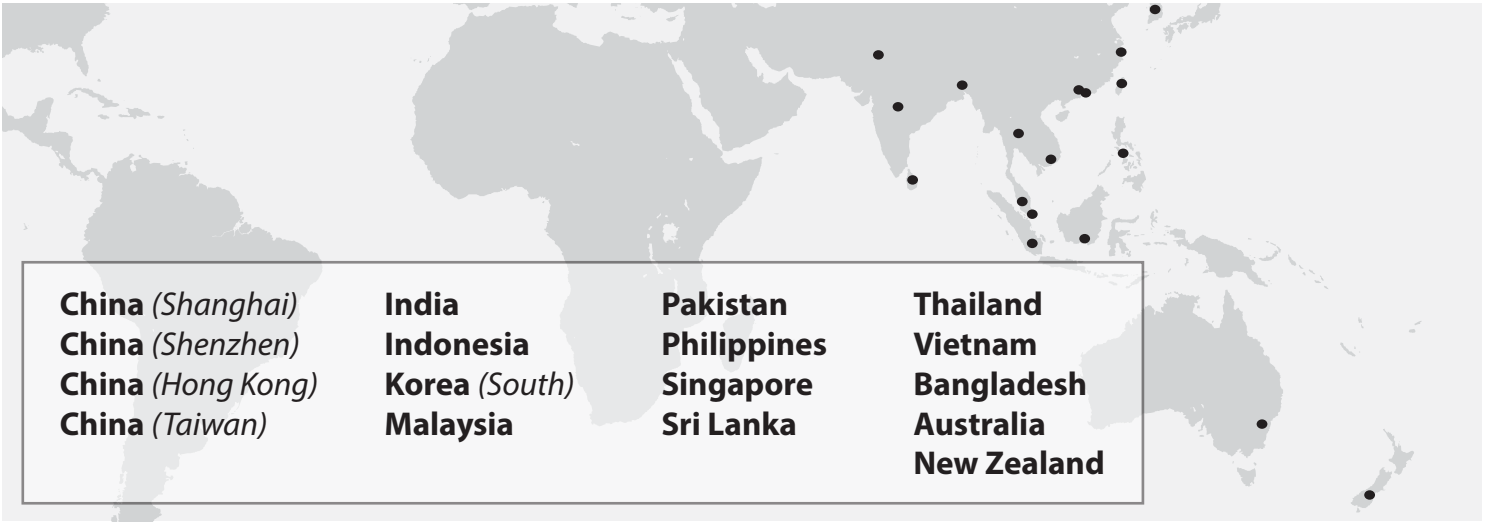 China (Shanghai)
China (Shenzhen)
China (Hong Kong)
China (Taiwan)
India
Indonesia
Korea (South)
Malaysia
Pakistan
Philippines
Singapore
Sri Lanka
Thailand
Vietnam
Bangladesh
Australia
New Zealand